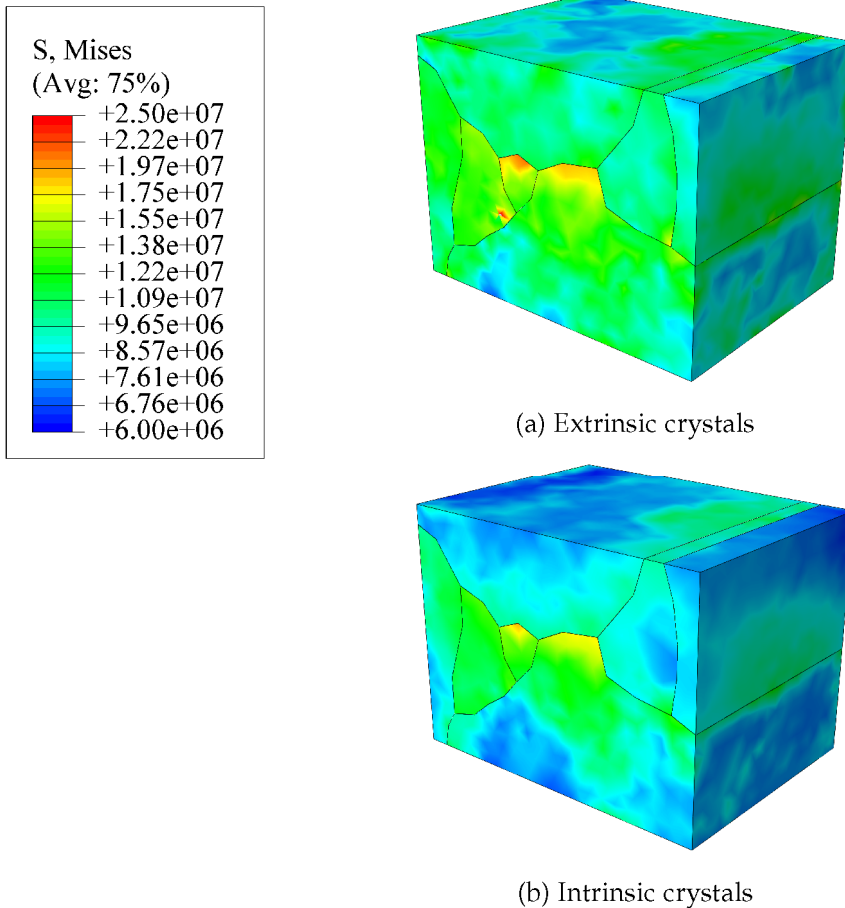 S, Mises
(Avg: 75%)
+2.50e+07
+2.22e+07
+1.97e+07
+1.75e+07
+1.55e+07
+1.38e+07
+1.22e+07
+1.09e+07
+9.65e+06
+8.57e+06
+7.61e+06
+6.76e+06
+6.00e+06
(a) Extrinsic crystals
(b) Intrinsic crystals